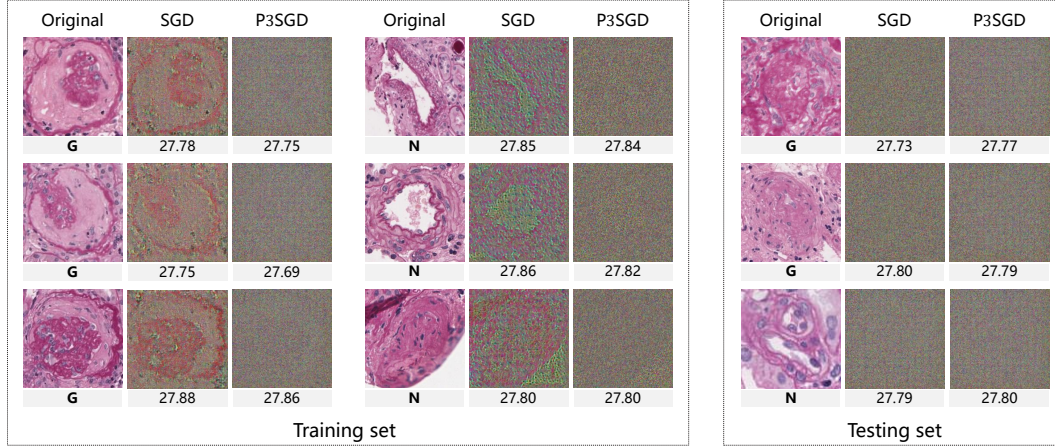 Original SGD P3SGD Original SGD P3SGD Original SGD P3SGD
G 27.78 27.75 N 27.85 27.84 G 27.73 27.77
G 27.75 27.69 N 27.86 27.82 G 27.80 27.79
G 27.88 27.86 N 27.80 27.80 N 27.79 27.80
Training set Testing set